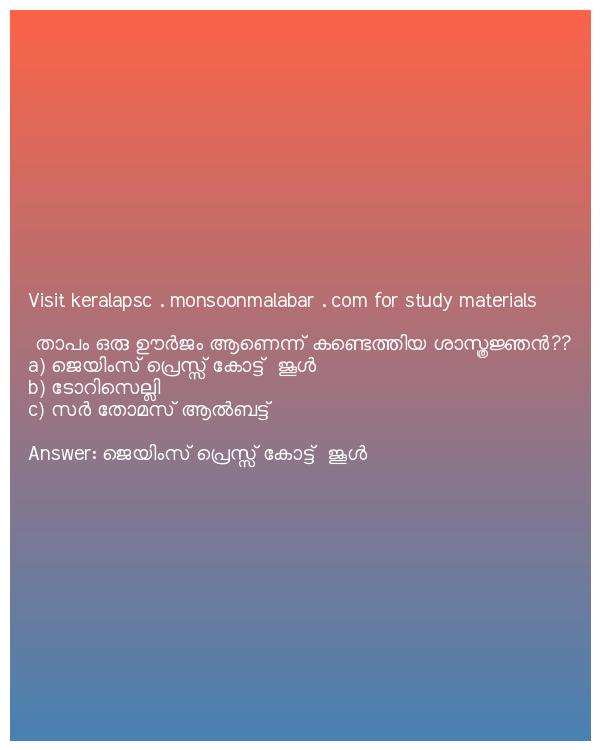 Visit keralapsc . monsoonmalabar . com for study materials
താപം ഒരു ഊർജം ആണെന്ന് കണ്ടെത്തിയ ശാസ്ത്രജ്ഞൻ??
a) ജെയിംസ് പ്രെസ്സ് കോട്ട്  ജൂൾ
b) ടോറിസെല്ലി
c) സർ തോമസ് ആൽബട്ട്
Answer: ജെയിംസ് പ്രെസ്സ് കോട്ട്  ജൂൾ